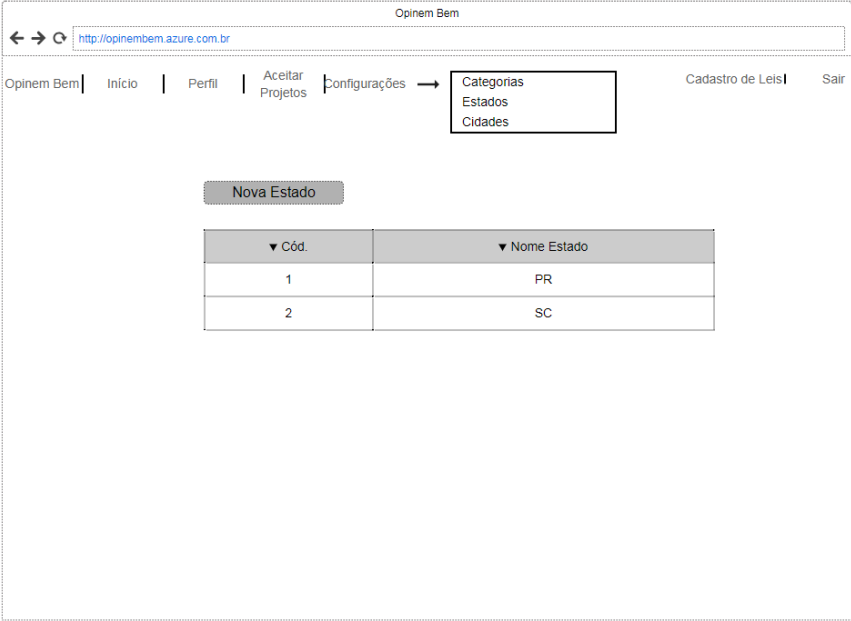 Opinem Bem
http://opinembem.azure.com.br
Opinem Bem
Início
Perfil
Aceitar
Projetos
Configurações
Categorias
Estados
Cidades
Cadastro de Leis
Sair
Nova Estado
▼ Cód.
▼ Nome Estado
1
PR
2
SC